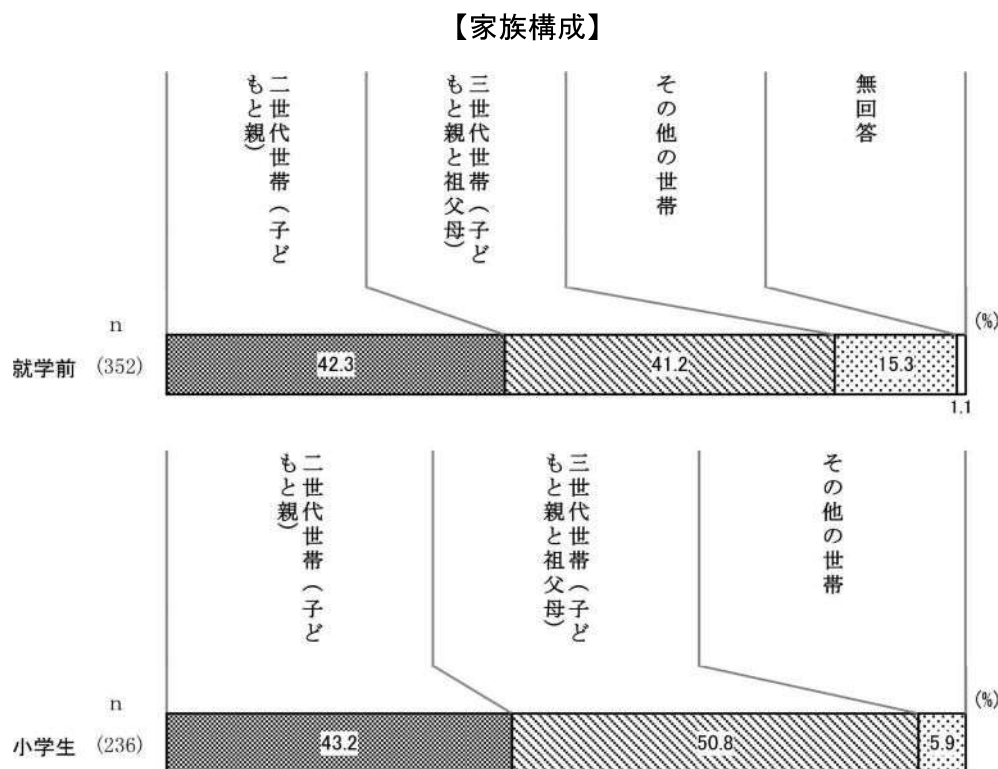 【家族構成】
二世代世帯(子ど
もと親)
三世代世帯(子ど
もと親と祖父母)
その他の世帯
無回答
n
(%)
就学前 (352) 42.3 41.2 15.3
1.1
二世代世帯(子ど
もと親)
三世代世帯(子ど
もと親と祖父母)
その他の世帯
n
(%)
小学生 (236) 43.2 50.8 5.9